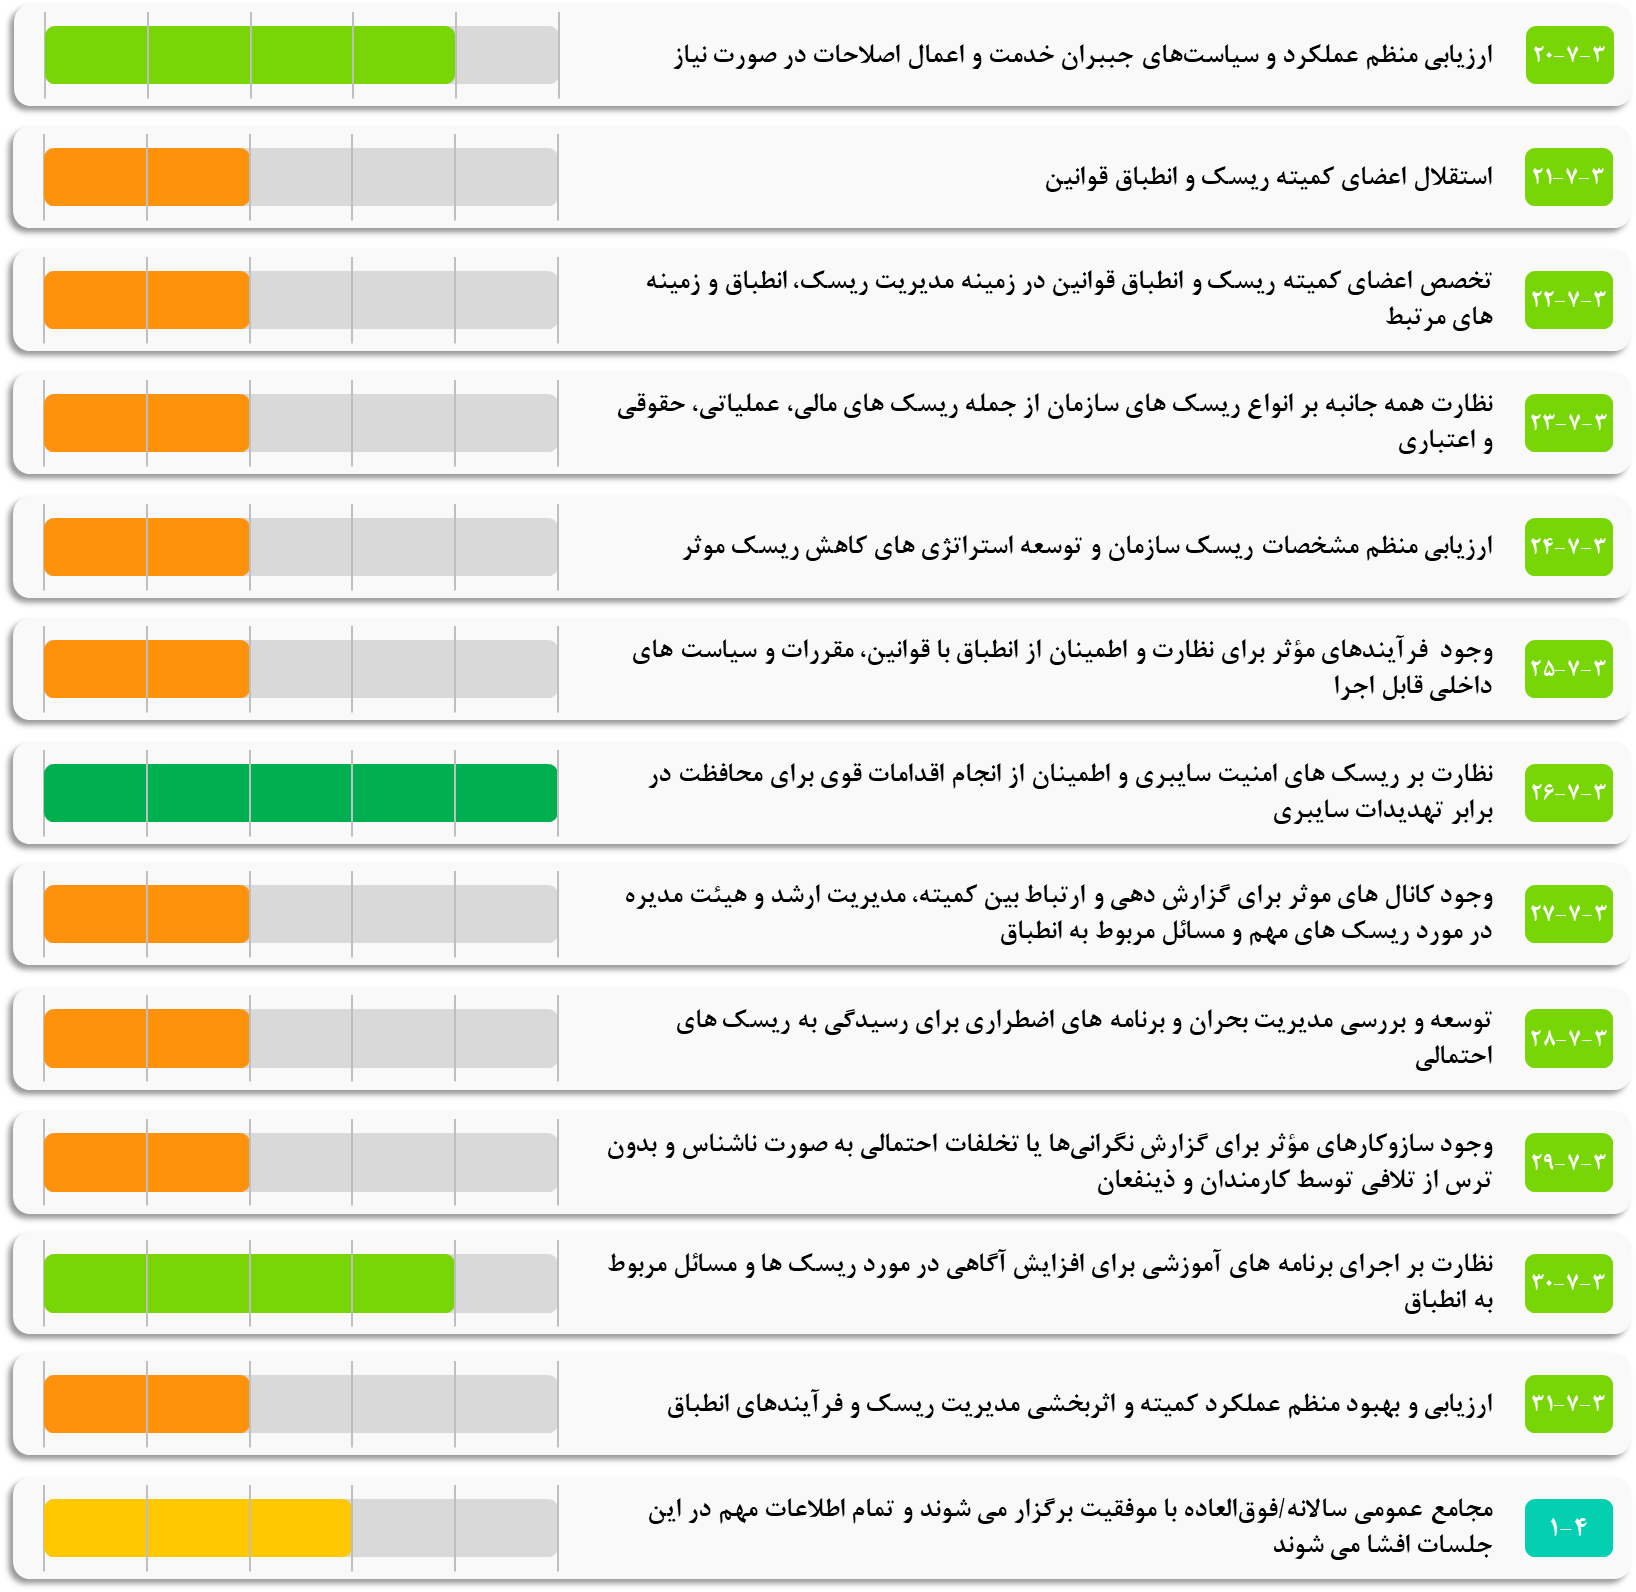 ۳-۷-۲۰
ارزیابی منظم عملکرد و سیاست‌های جبران خدمت و اعمال اصلاحات در صورت نیاز
۳-۷-۲۱
استقلال اعضای کمیته ریسک و انطباق قوانین
۳-۷-۲۲
تخصص اعضای کمیته ریسک و انطباق قوانین در زمینه مدیریت ریسک، انطباق و زمینه
های مرتبط
۳-۷-۲۳
نظارت همه جانبه بر انواع ریسک های سازمان از جمله ریسک های مالی، عملیاتی، حقوقی
و اعتباری
۳-۷-۲۴
ارزیابی منظم مشخصات ریسک سازمان و توسعه استراتژی های کاهش ریسک موثر
۳-۷-۲۵
وجود فرآیندهای مؤثر برای نظارت و اطمینان از انطباق با قوانین، مقررات و سیاست های
داخلی قابل اجرا
۳-۷-۲۶
نظارت بر ریسک های امنیت سایبری و اطمینان از انجام اقدامات قوی برای محافظت در
برابر تهدیدات سایبری
۳-۷-۲۷
وجود کانال های موثر برای گزارش دهی و ارتباط بین کمیته، مدیریت ارشد و هیئت مدیره
در مورد ریسک های مهم و مسائل مربوط به انطباق
۳-۷-۲۸
توسعه و بررسی مدیریت بحران و برنامه های اضطراری برای رسیدگی به ریسک های
احتمالی
۳-۷-۲۹
وجود سازوکارهای مؤثر برای گزارش نگرانی‌ها یا تخلفات احتمالی به صورت ناشناس و بدون
ترس از تلافی توسط کارمندان و ذینفعان
۳-۷-۳۰
نظارت بر اجرای برنامه های آموزشی برای افزایش آگاهی در مورد ریسک ها و مسائل مربوط
به انطباق
۳-۷-۳۱
ارزیابی و بهبود منظم عملکرد کمیته و اثربخشی مدیریت ریسک و فرآیندهای انطباق
۴-۱
مجامع عمومی سالانه/فوق‌العاده با موفقیت برگزار می شوند و تمام اطلاعات مهم در این
جلسات افشا می شوند